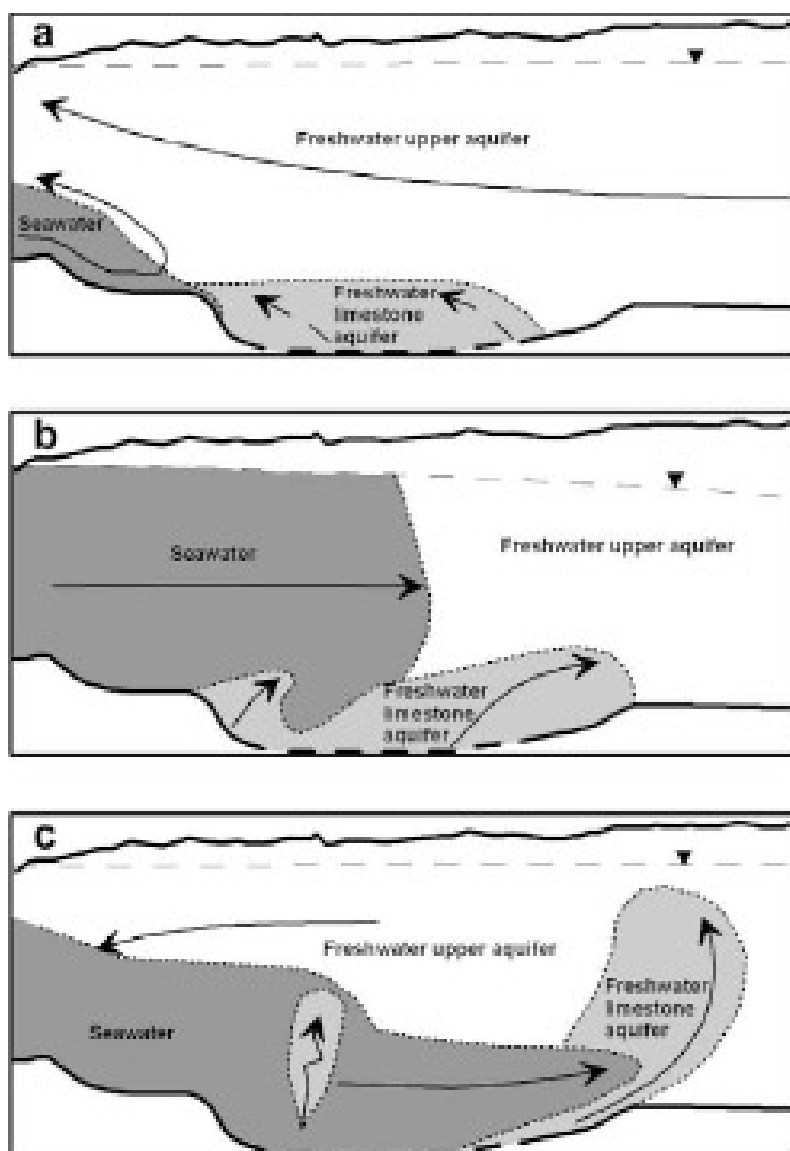 a
Freshwater upper aquifer
Seawater
Freshwater
limestone
aquifer
b
Seawater
Freshwater upper aquifer
Freshwater
limestone
aquifer
c
Freshwater upper aquifer
Freshwater
limestone
aquifer
Seawater